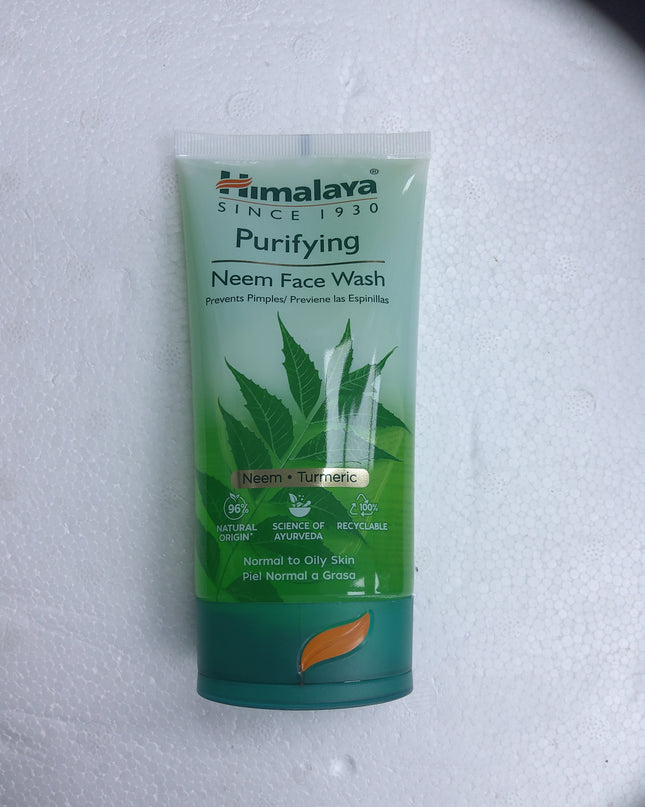 Himalaya®
SINCE 1930
Purifying
Neem Face Wash
Prevents Pimples/ Previene las Espinillas
Neem • Turmeric
96%
NATURAL
ORIGIN*
SCIENCE OF
AYURVEDA
100%
RECYCLABLE
Normal to Oily Skin
Piel Normal a Grasa